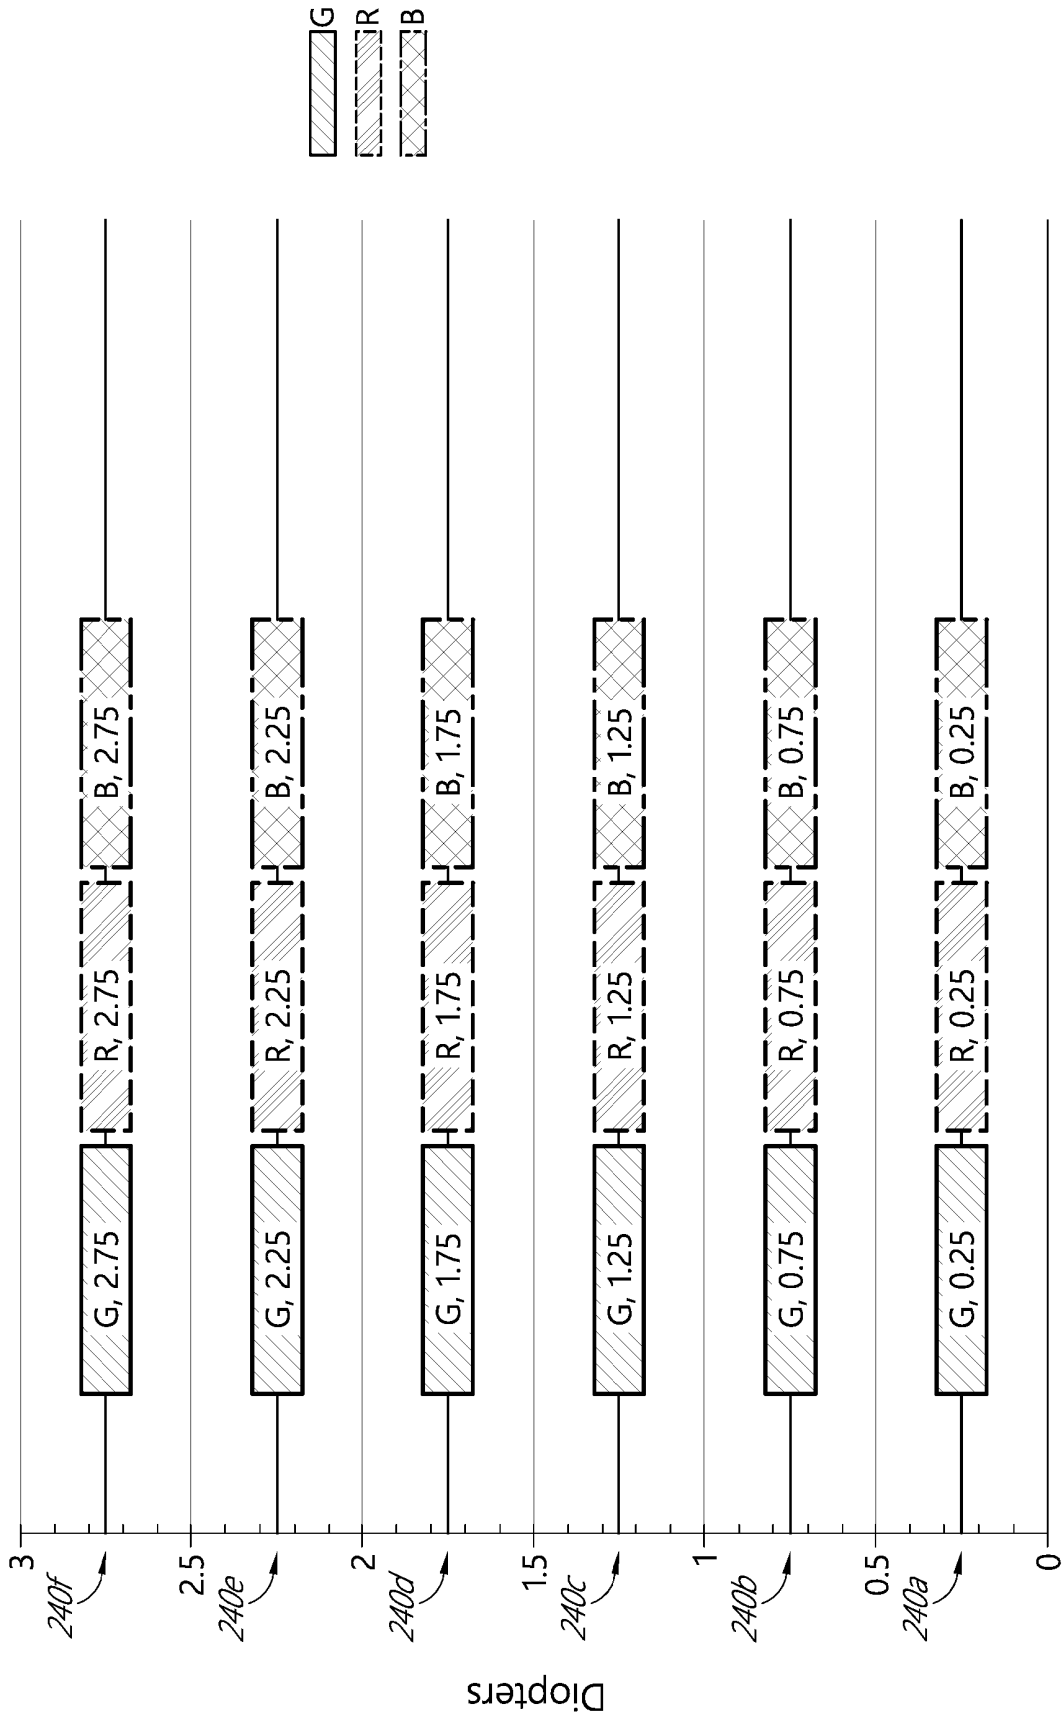 Diopters
3
2.5
2
1.5
1
0.5
0
240f
240e
240d
240c
240b
240a
G, 2.75
R, 2.75
B, 2.75
G, 2.25
R, 2.25
B, 2.25
G, 1.75
R, 1.75
B, 1.75
G, 1.25
R, 1.25
B, 1.25
G, 0.75
R, 0.75
B, 0.75
G, 0.25
R, 0.25
B, 0.25
G
R
B